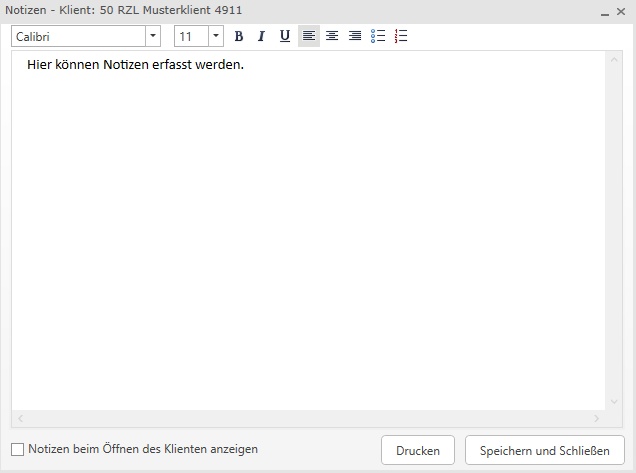 Notizen - Klient: 50 RZL Musterklient 4911
Calibri 11 B I U
Hier können Notizen erfasst werden.
Notizen beim Öffnen des Klienten anzeigen
Drucken
Speichern und Schließen